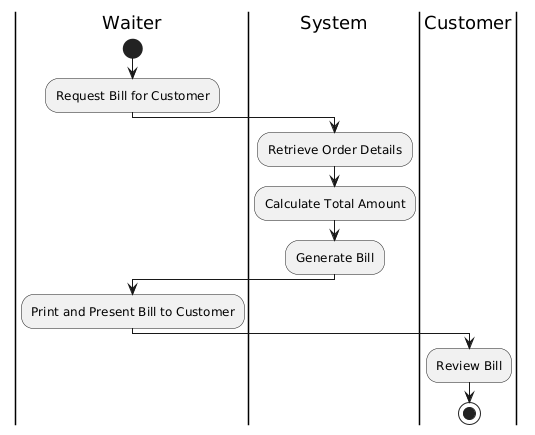 Waiter
System
Customer
Request Bill for Customer
Retrieve Order Details
Calculate Total Amount
Generate Bill
Print and Present Bill to Customer
Review Bill